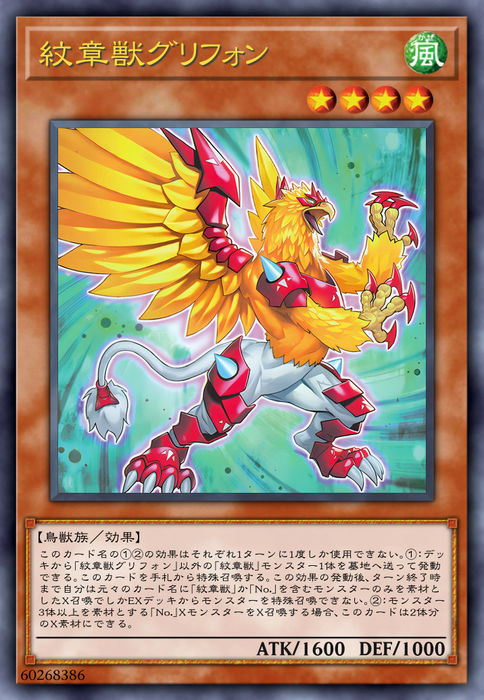 紋章獣グリフォン
かぜ
風
【鳥獣族／効果】
このカード名の①②の効果はそれぞれ1ターンに1度しか使用できない。①：デッ
キから「紋章獣グリフォン」以外の「紋章獣」モンスター1体を墓地へ送って発動
できる。このカードを手札から特殊召喚する。この効果の発動後、ターン終了時
まで自分は元々のカード名に「紋章獣」か「No.」を含むモンスターのみを素材と
したX召喚でしかEXデッキからモンスターを特殊召喚できない。②：モンスター
3体以上を素材とする「No.」XモンスターをX召喚する場合、このカードは2体分
のX素材にできる。
ATK/1600 DEF/1000
60268386